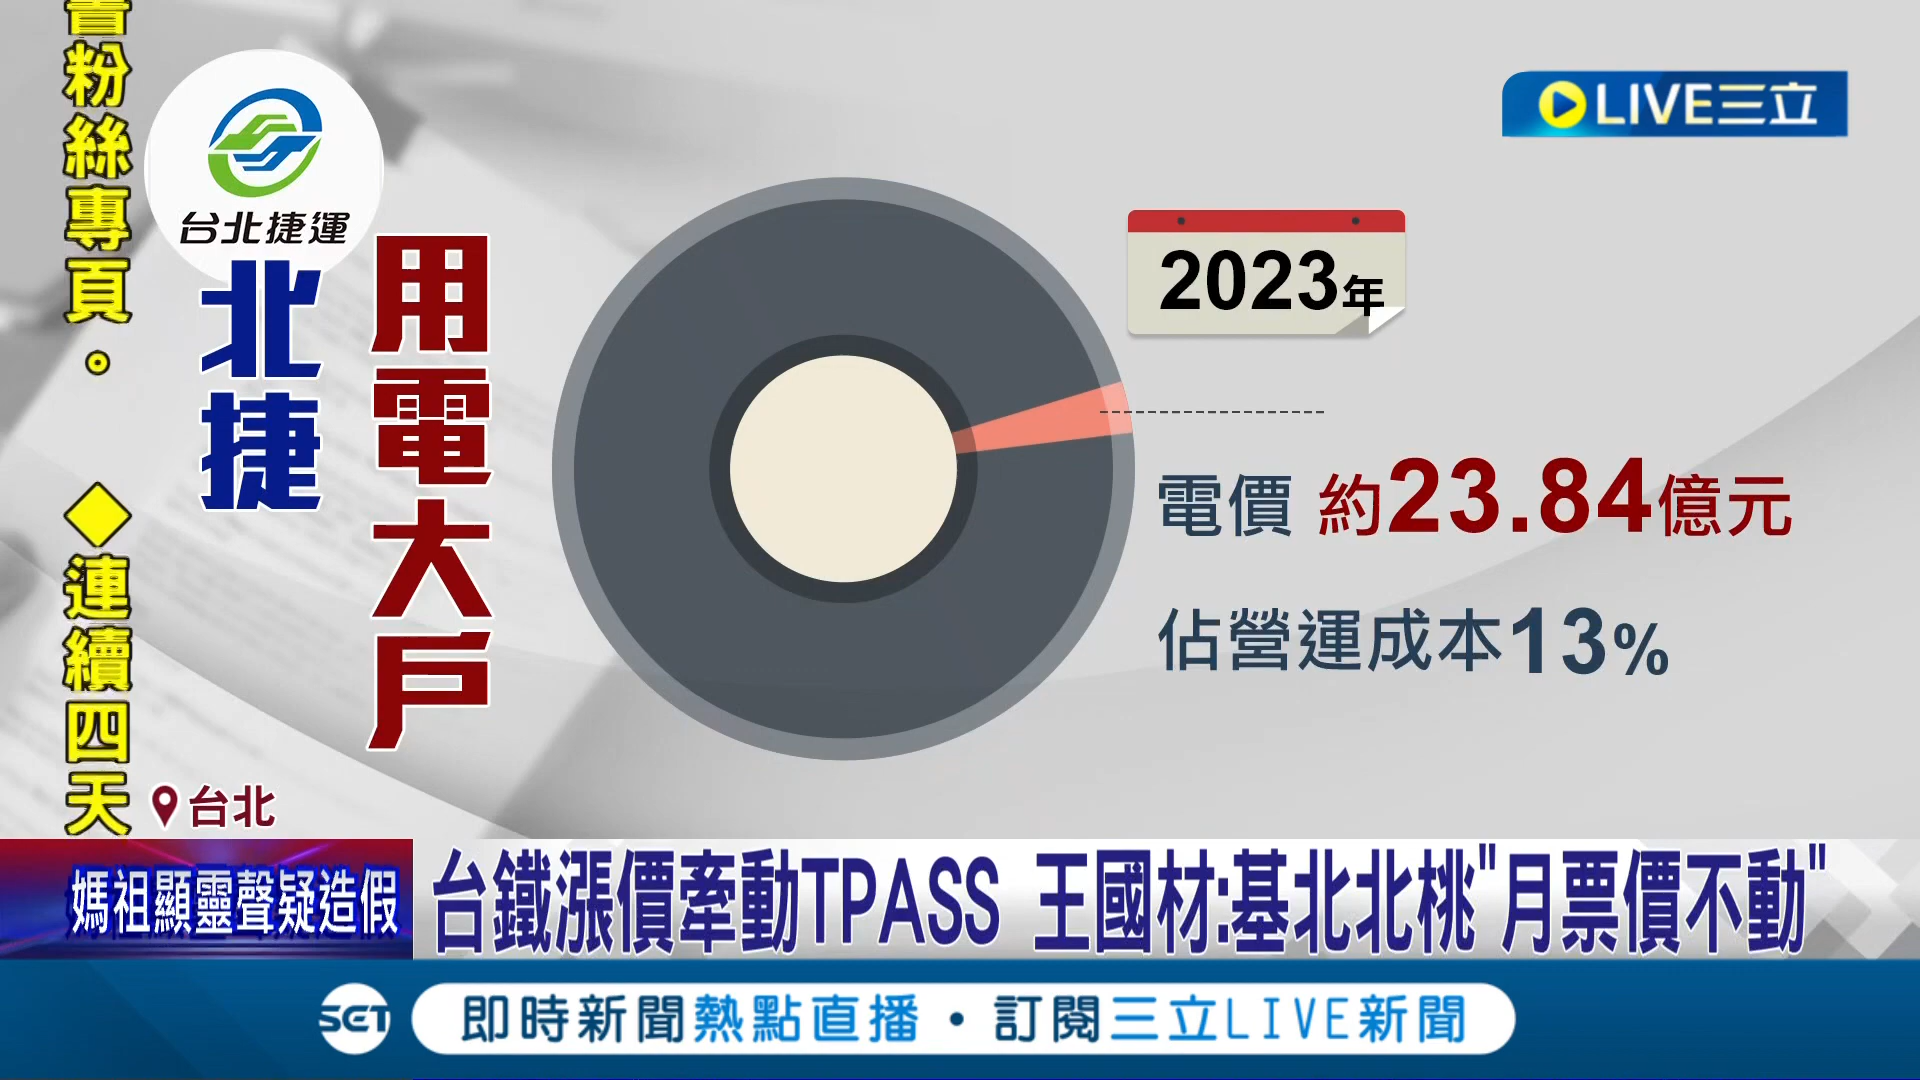 粉絲專頁。
◆連續四天
台北捷運
北捷
用電大戶
LIVE三立
2023年
電價 約23.84億元
佔營運成本13%
台北
媽祖顯靈聲疑造假
台鐵漲價牽動TPASS 王國材:基北北桃"月票價不動"
SET
即時新聞熱點直播・訂閱三立LIVE新聞